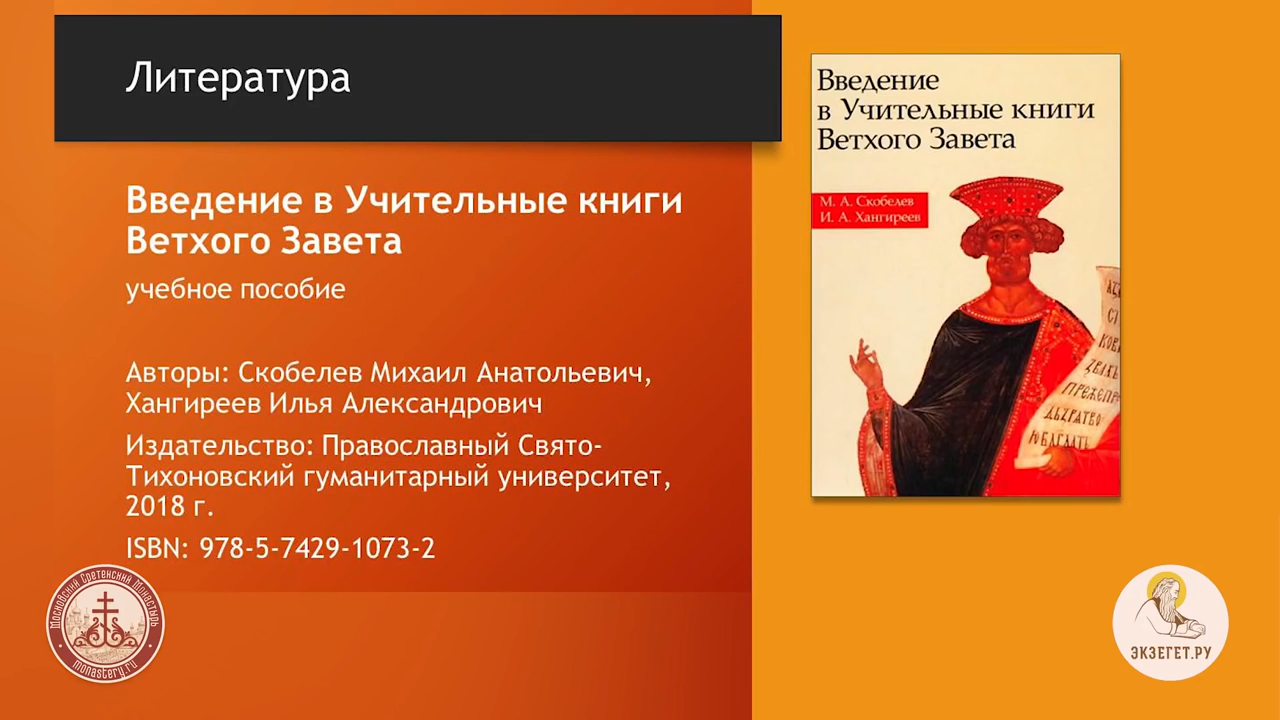 Литература
Введение в Учительные книги
Ветхого Завета
учебное пособие
Авторы: Скобелев Михаил Анатольевич,
Хангиреев Илья Александрович
Издательство: Православный Свято-
Тихоновский гуманитарный университет,
2018 г.
ISBN: 978-5-7429-1073-2
Введение
в Учительные книги
Ветхого Завета
М. А. Скобелев
И. А. Хангиреев
Московский Сретенский Монастырь
monastery.ru
ЭКЗЕГЕТ.РУ